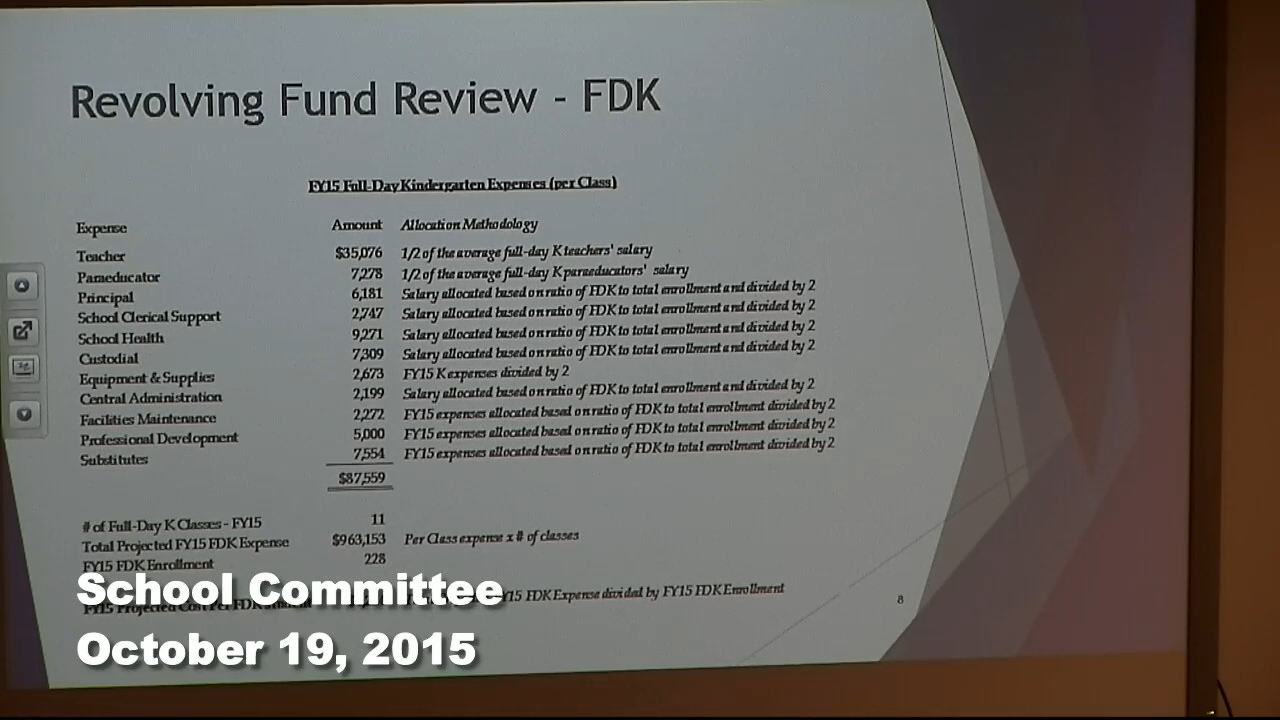 Revolving Fund Review - FDK
FY15 Full-Day Kindergarten Expenses (per Class)
Expense Amount Allocation Methodology
Teacher $35,076 1/2 of the average full-day K teachers' salary
Paraeducator 7,278 1/2 of the average full-day K paraeducators' salary
Principal 6,181 Salary allocated based on ratio of FDK to total enrollment and divided by 2
School Clerical Support 2,747 Salary allocated based on ratio of FDK to total enrollment and divided by 2
School Health 9,271 Salary allocated based on ratio of FDK to total enrollment and divided by 2
Custodial 7,309 Salary allocated based on ratio of FDK to total enrollment and divided by 2
Equipment & Supplies 2,673 FY15 K expenses divided by 2
Central Administration 2,199 Salary allocated based on ratio of FDK to total enrollment and divided by 2
Facilities Maintenance 2,272 FY15 expenses allocated based on ratio of FDK to total enrollment divided by 2
Professional Development 5,000 FY15 expenses allocated based on ratio of FDK to total enrollment divided by 2
Substitutes 7,554 FY15 expenses allocated based on ratio of FDK to total enrollment divided by 2
$87,559
# of Full-Day K Classes - FY15 11
Total Projected FY15 FDK Expense $963,153 Per Class expense x # of classes
FY15 FDK Enrollment 228
FY15 Projected Cost Per FDK FDK Expense divided by FY15 FDK Enrollment
8
School Committee
October 19, 2015